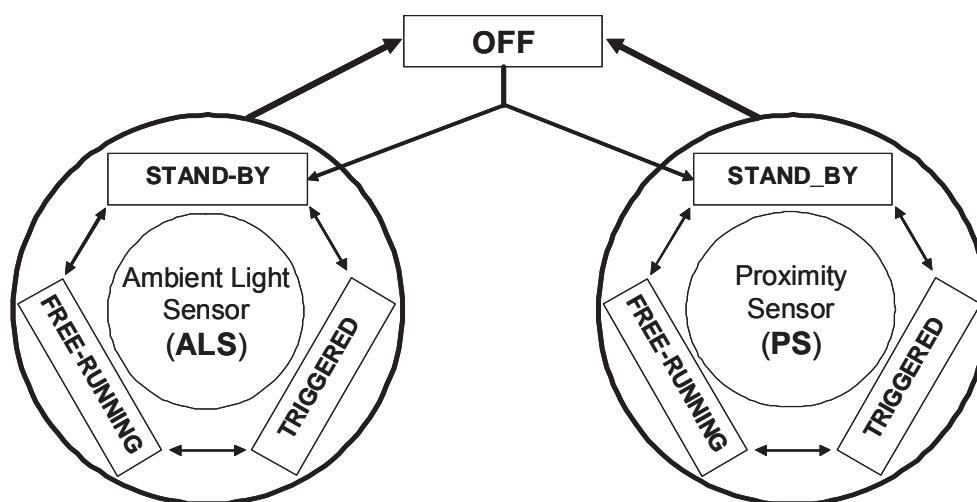 OFF
STAND-BY
Ambient Light
Sensor
(ALS)
FREE-RUNNING
TRIGGERED
STAND_BY
Proximity
Sensor
(PS)
FREE-RUNNING
TRIGGERED